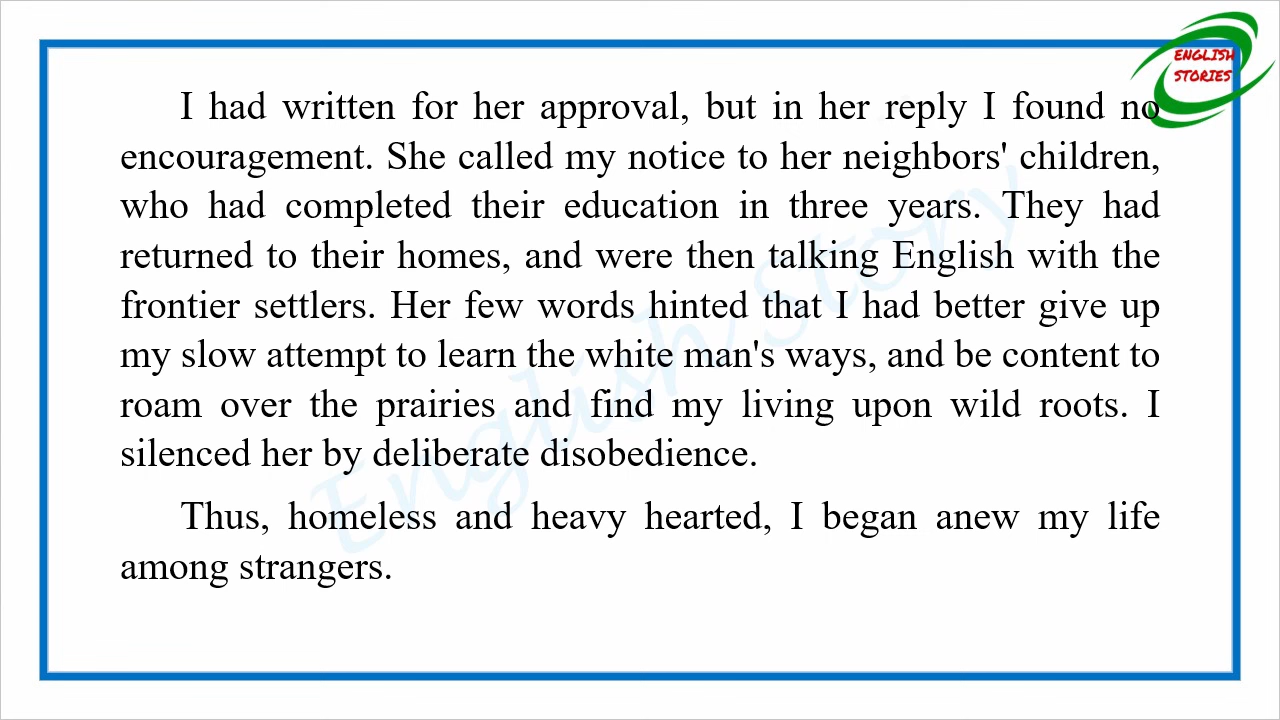 ENGLISH
STORIES
I had written for her approval, but in her reply I found no
encouragement. She called my notice to her neighbors' children,
who had completed their education in three years. They had
returned to their homes, and were then talking English with the
frontier settlers. Her few words hinted that I had better give up
my slow attempt to learn the white man's ways, and be content to
roam over the prairies and find my living upon wild roots. I
silenced her by deliberate disobedience.
Thus, homeless and heavy hearted, I began anew my life
among strangers.
English Story